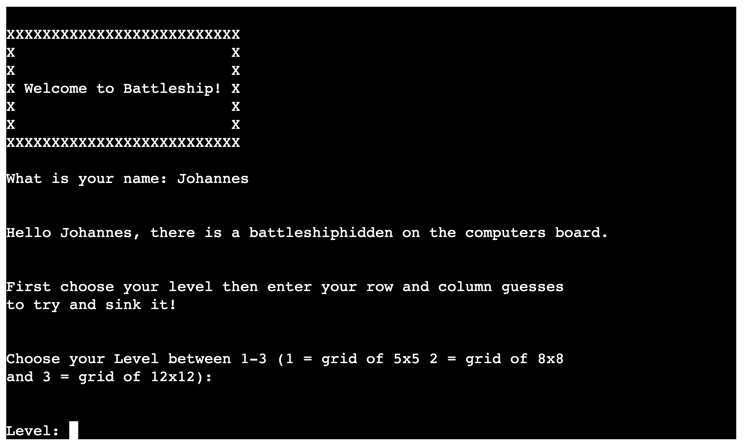 XXXXXXXXXXXXXXXXXXXXXXXXXX
X                        X
X                        X
X Welcome to Battleship! X
X                        X
X                        X
XXXXXXXXXXXXXXXXXXXXXXXXXX
What is your name: Johannes
Hello Johannes, there is a battleshiphidden on the computers board.
First choose your level then enter your row and column guesses
to try and sink it!
Choose your Level between 1-3 (1 = grid of 5x5 2 = grid of 8x8
and 3 = grid of 12x12):
Level: